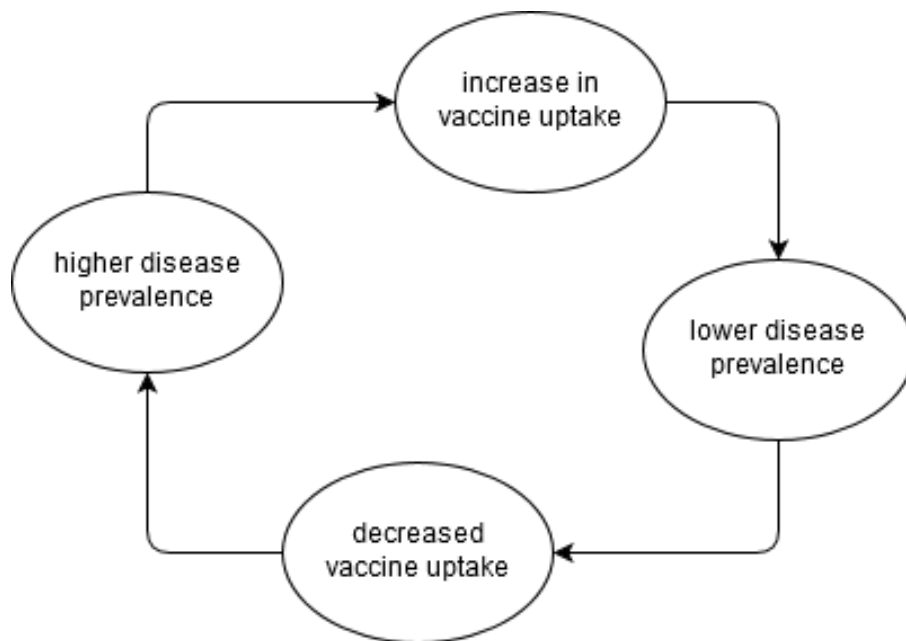 increase in
vaccine uptake
higher disease
prevalence
lower disease
prevalence
decreased
vaccine uptake